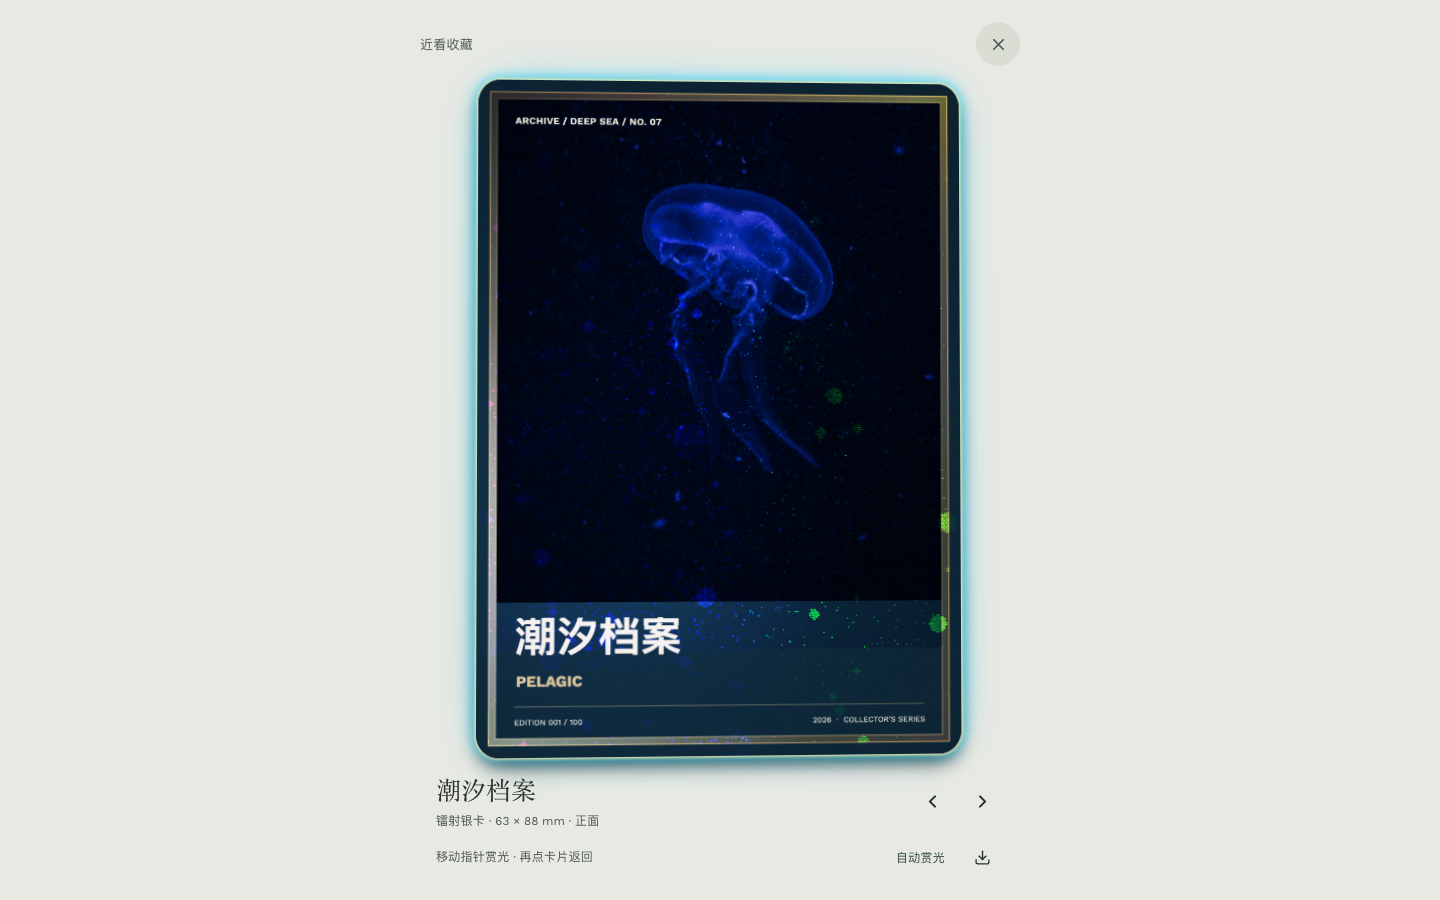 近看收藏
ARCHIVE / DEEP SEA / NO. 07
潮汐档案
PELAGIC
EDITION 001 / 100
2026 · COLLECTOR'S SERIES
潮汐档案
镭射银卡 · 63 × 88 mm · 正面
移动指针赏光 · 再点卡片返回
自动赏光